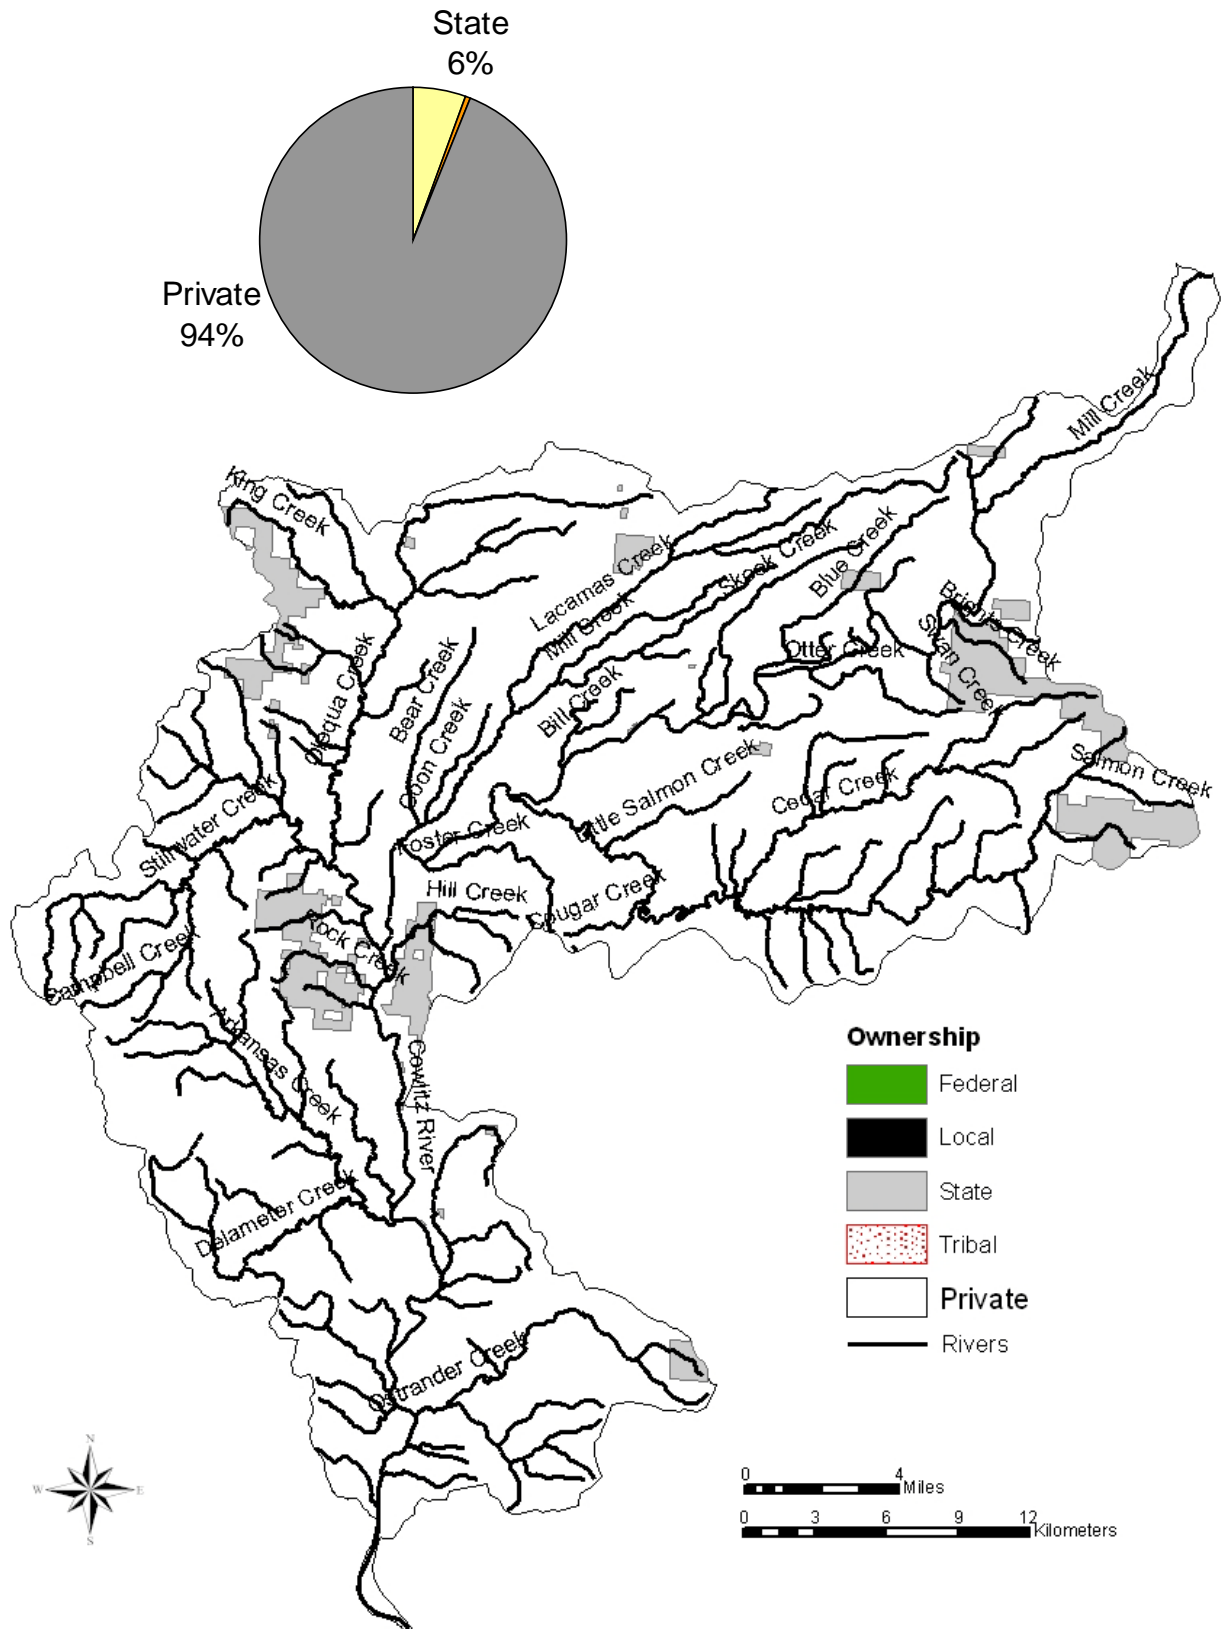 State
6%
Private
94%
Mill Creek
King Creek
Lacamas Creek
Mill Creek
Skook Creek
Blue Creek
Brights Creek
Swan Creek
Otter Creek
Olequa Creek
Bear Creek
Coon Creek
Bill Creek
Little Salmon Creek
Cedar Creek
Salmon Creek
Stillwater Creek
Foster Creek
Hill Creek
Cougar Creek
Rock Creek
Campbell Creek
Arkansas Creek
Cowlitz River
Delameter Creek
Ostrander Creek
Ownership
Federal
Local
State
Tribal
Private
Rivers
N
W
E
S
0 4
Miles
0 3 6 9 12
Kilometers